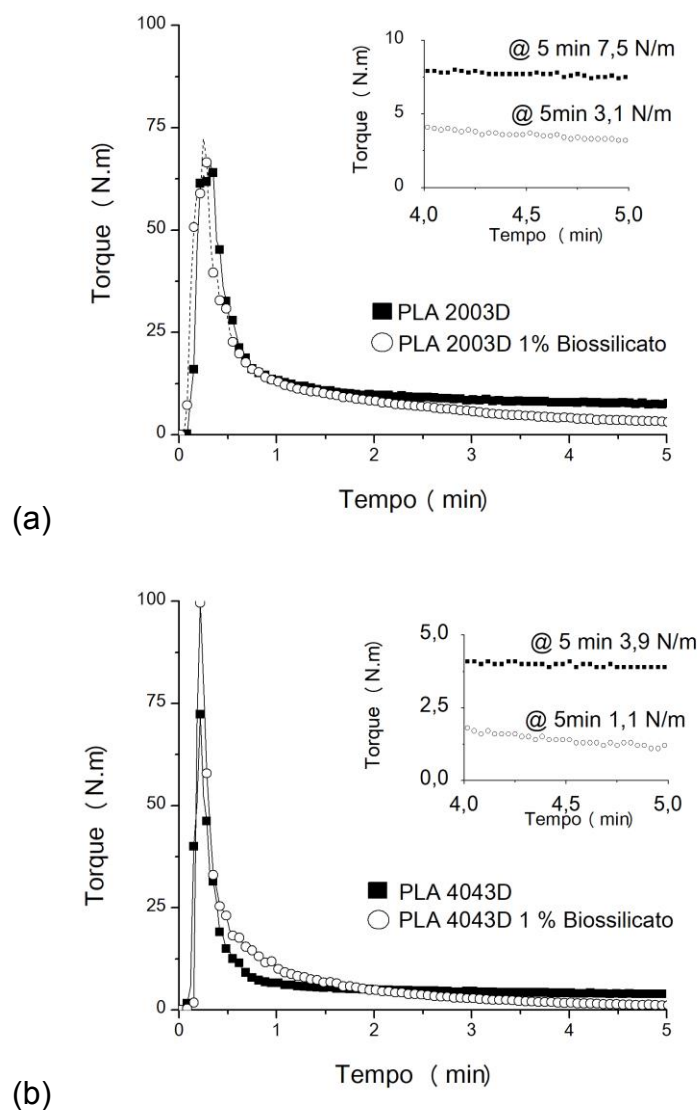 100
75
50
25
0
Torque ( N.m)
0 1 2 3 4 5
Tempo ( min)
10
5
0
Torque ( N.m)
4,0 4,5 5,0
Tempo ( min)
@ 5 min 7,5 N/m
@ 5min 3,1 N/m
PLA 2003D
PLA 2003D 1% Biossilicato
(a)
100
75
50
25
0
Torque ( N.m)
0 1 2 3 4 5
Tempo ( min)
5,0
2,5
0,0
Torque ( N.m)
4,0 4,5 5,0
Tempo ( min)
@ 5 min 3,9 N/m
@ 5min 1,1 N/m
PLA 4043D
PLA 4043D 1 % Biossilicato
(b)